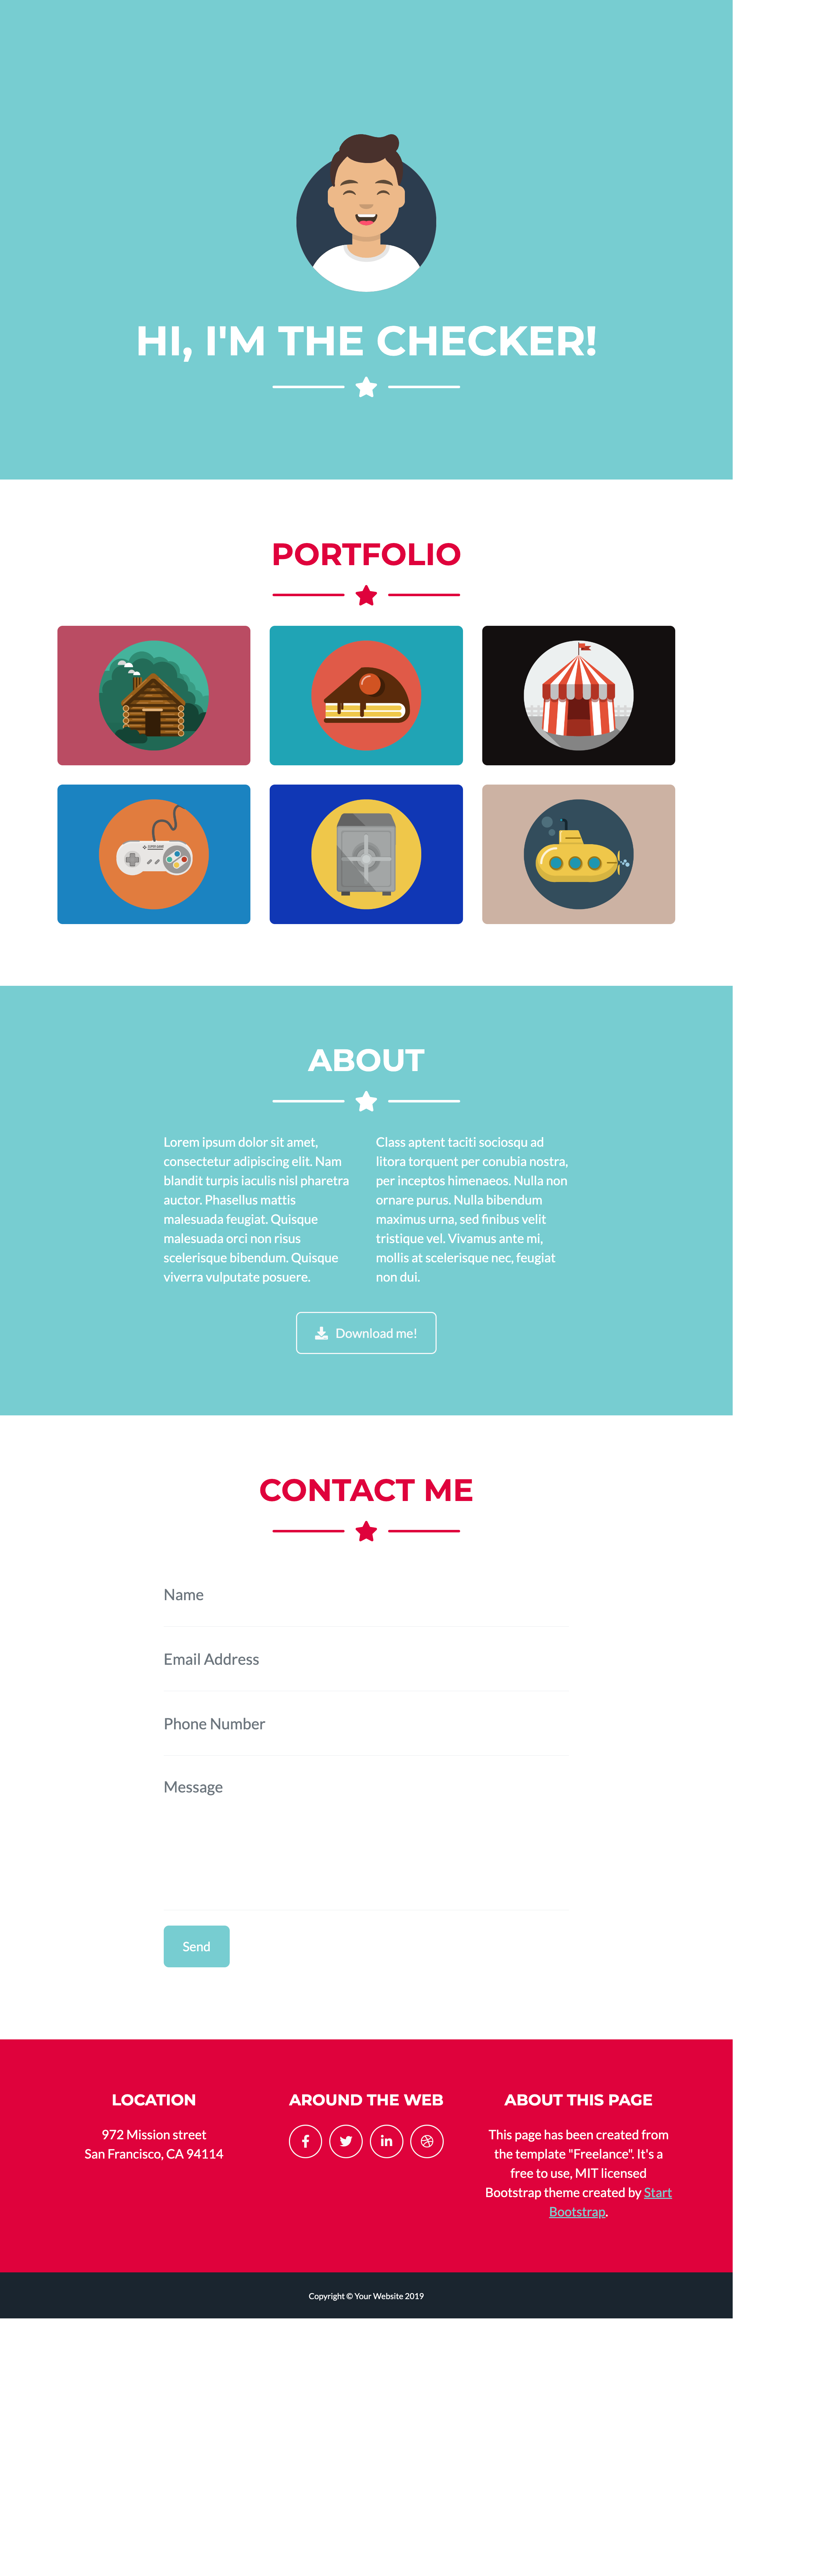 HI, I'M THE CHECKER!
PORTFOLIO
ABOUT
Lorem ipsum dolor sit amet,
consectetur adipiscing elit. Nam
blandit turpis iaculis nisl pharetra
auctor. Phasellus mattis
malesuada feugiat. Quisque
malesuada orci non risus
scelerisque bibendum. Quisque
viverra vulputate posuere.
Class aptent taciti sociosqu ad
litora torquent per conubia nostra,
per inceptos himenaeos. Nulla non
ornare purus. Nulla bibendum
maximus urna, sed finibus velit
tristique vel. Vivamus ante mi,
mollis at scelerisque nec, feugiat
non dui.
Download me!
CONTACT ME
Name
Email Address
Phone Number
Message
Send
LOCATION
972 Mission street
San Francisco, CA 94114
AROUND THE WEB
ABOUT THIS PAGE
This page has been created from
the template "Freelance". It's a
free to use, MIT licensed
Bootstrap theme created by Start
Bootstrap.
Copyright © Your Website 2019